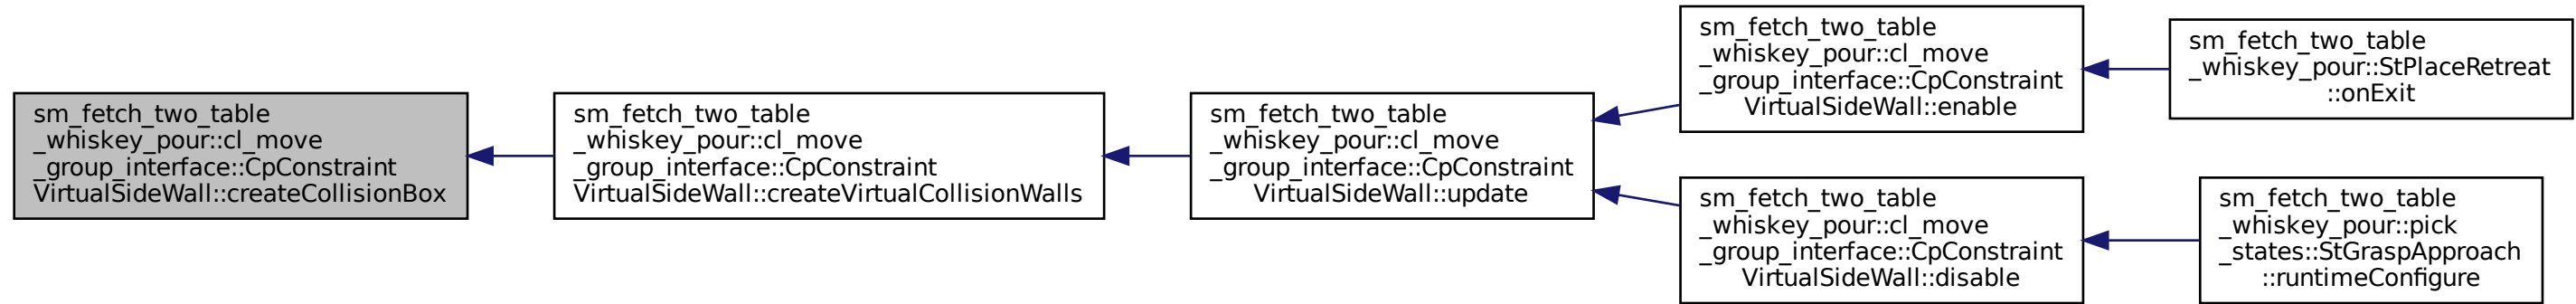 sm_fetch_two_table
_whiskey_pour::cl_move
_group_interface::CpConstraint
VirtualSideWall::createCollisionBox
sm_fetch_two_table
_whiskey_pour::cl_move
_group_interface::CpConstraint
VirtualSideWall::createVirtualCollisionWalls
sm_fetch_two_table
_whiskey_pour::cl_move
_group_interface::CpConstraint
VirtualSideWall::update
sm_fetch_two_table
_whiskey_pour::cl_move
_group_interface::CpConstraint
VirtualSideWall::enable
sm_fetch_two_table
_whiskey_pour::StPlaceRetreat
::onExit
sm_fetch_two_table
_whiskey_pour::cl_move
_group_interface::CpConstraint
VirtualSideWall::disable
sm_fetch_two_table
_whiskey_pour::pick
_states::StGraspApproach
::runtimeConfigure